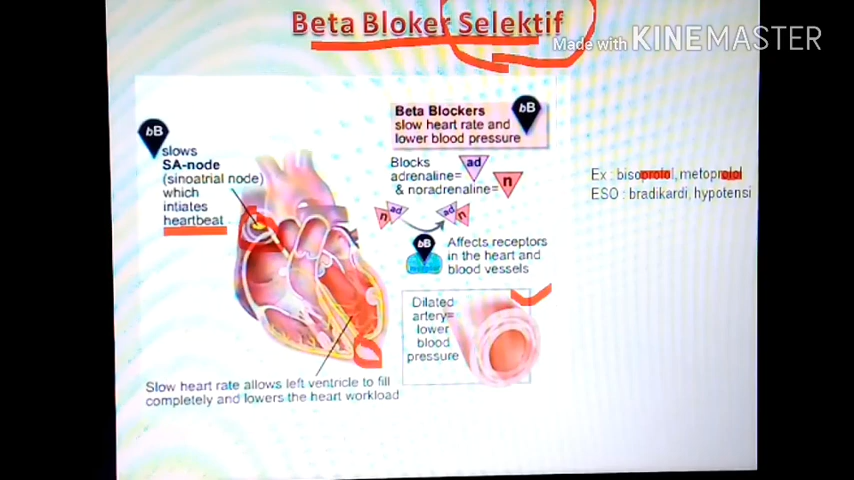 Beta Bloker Selektif
Made with KINEMASTER
bB
slows
SA-node
(sinoatrial node)
which
intiates
heartbeat
Beta Blockers
slow heart rate and
lower blood pressure
bB
Blocks
adrenaline=
& noradrenaline=
ad
n
n ad
ad n
bB
receptor
Affects receptors
in the heart and
blood vessels
Dilated
artery=
lower
blood
pressure
Slow heart rate allows left ventricle to fill
completely and lowers the heart workload
Ex : bisoprolol, metoprolol
ESO : bradikardi, hypotensi